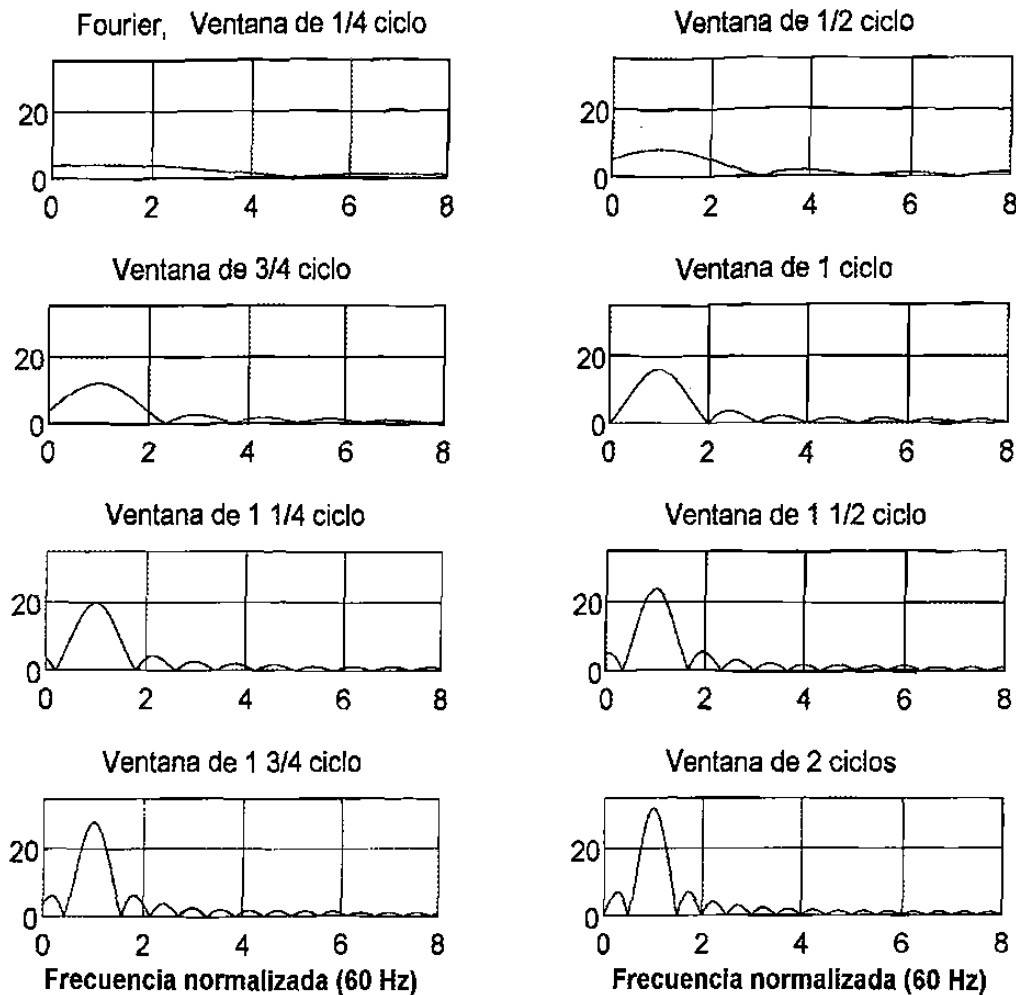 Fourier, Ventana de 1/4 ciclo
20
0
0 2 4 6 8
Ventana de 1/2 ciclo
20
0
0 2 4 6 8
Ventana de 3/4 ciclo
20
0
0 2 4 6 8
Ventana de 1 ciclo
20
0
0 2 4 6 8
Ventana de 1 1/4 ciclo
20
0
0 2 4 6 8
Ventana de 1 1/2 ciclo
20
0
0 2 4 6 8
Ventana de 1 3/4 ciclo
20
0
0 2 4 6 8
Frecuencia normalizada (60 Hz)
Ventana de 2 ciclos
20
0
0 2 4 6 8
Frecuencia normalizada (60 Hz)